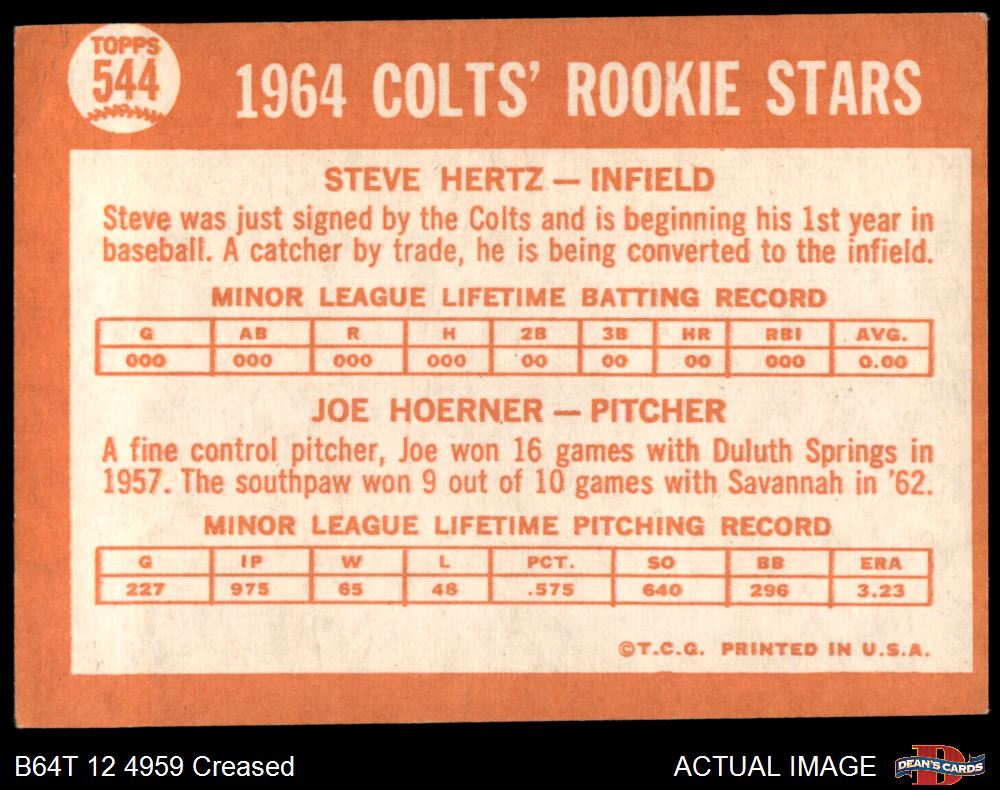 TOPPS
544
1964 COLTS' ROOKIE STARS
STEVE HERTZ — INFIELD
Steve was just signed by the Colts and is beginning his 1st year in
baseball. A catcher by trade, he is being converted to the infield.
MINOR LEAGUE LIFETIME BATTING RECORD
G AB R H 2B 3B HR RBI AVG.
000 000 000 000 00 00 00 000 0.00
JOE HOERNER — PITCHER
A fine control pitcher, Joe won 16 games with Duluth Springs in
1957. The southpaw won 9 out of 10 games with Savannah in '62.
MINOR LEAGUE LIFETIME PITCHING RECORD
G IP W L PCT. SO BB ERA
227 975 65 48 .575 640 296 3.23
©T.C.G. PRINTED IN U.S.A.
B64T 12 4959 Creased
ACTUAL IMAGE
D
DEAN'S CARDS